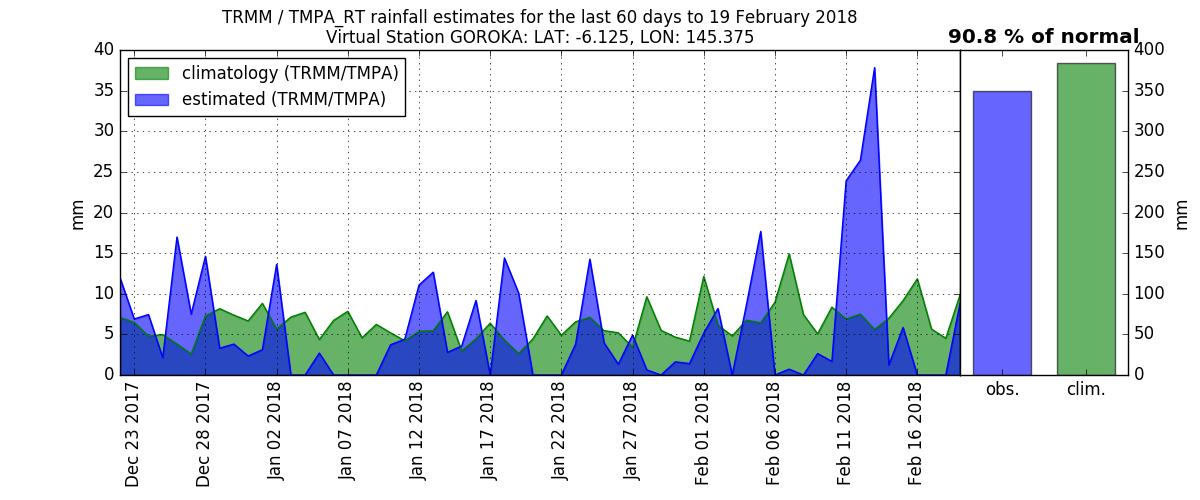 TRMM / TMPA_RT rainfall estimates for the last 60 days to 19 February 2018
Virtual Station GOROKA: LAT: -6.125, LON: 145.375
90.8 % of normal
climatology (TRMM/TMPA)
estimated (TRMM/TMPA)
mm
40
35
30
25
20
15
10
5
0
Dec 23 2017
Dec 28 2017
Jan 02 2018
Jan 07 2018
Jan 12 2018
Jan 17 2018
Jan 22 2018
Jan 27 2018
Feb 01 2018
Feb 06 2018
Feb 11 2018
Feb 16 2018
obs.
clim.
400
350
300
250
200
150
100
50
0
mm